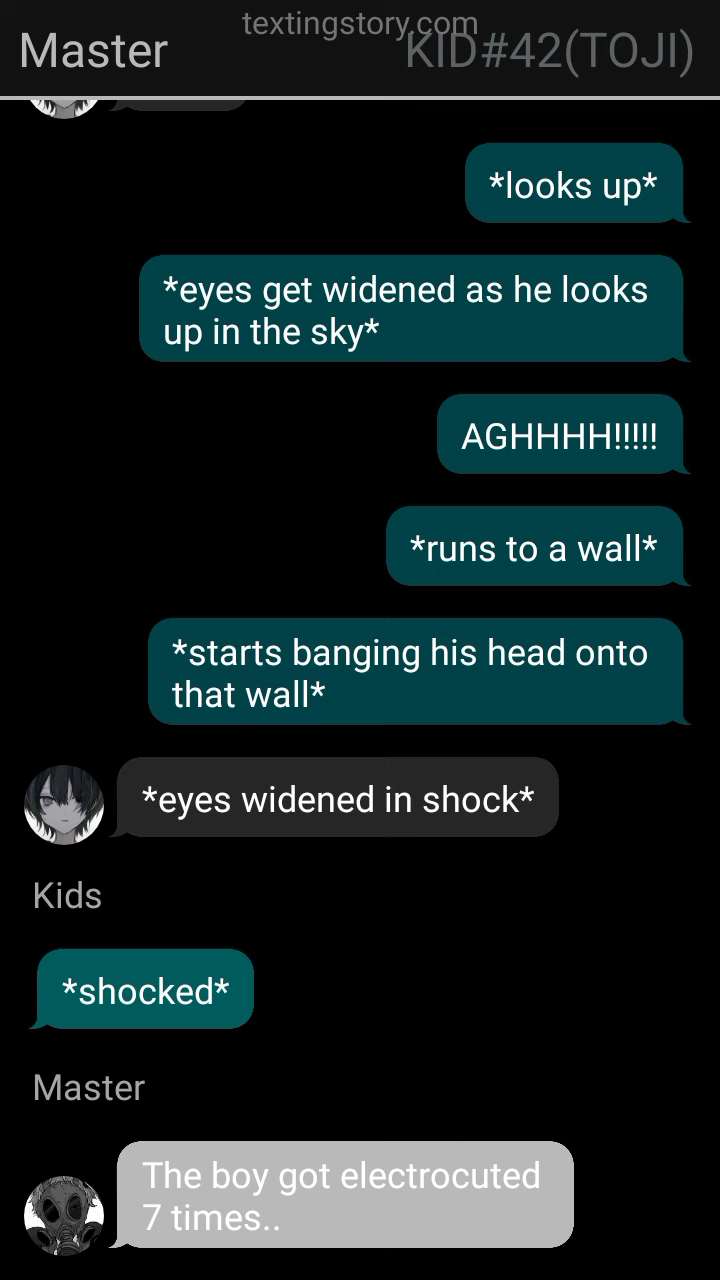 textingstory.com
Master
KID#42(TOJI)
*looks up*
*eyes get widened as he looks
up in the sky*
AGHHHH!!!!!
*runs to a wall*
*starts banging his head onto
that wall*
*eyes widened in shock*
Kids
*shocked*
Master
The boy got electrocuted
7 times..